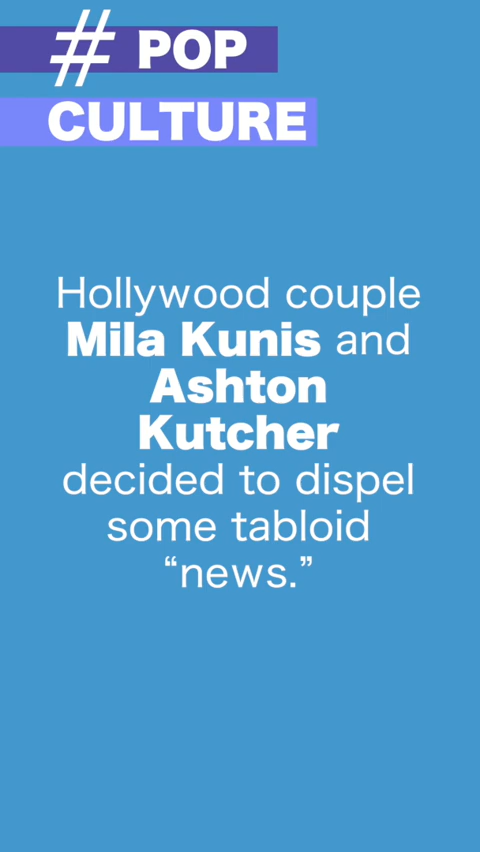 # POP
CULTURE
Hollywood couple
Mila Kunis and
Ashton
Kutcher
decided to dispel
some tabloid
“news.”